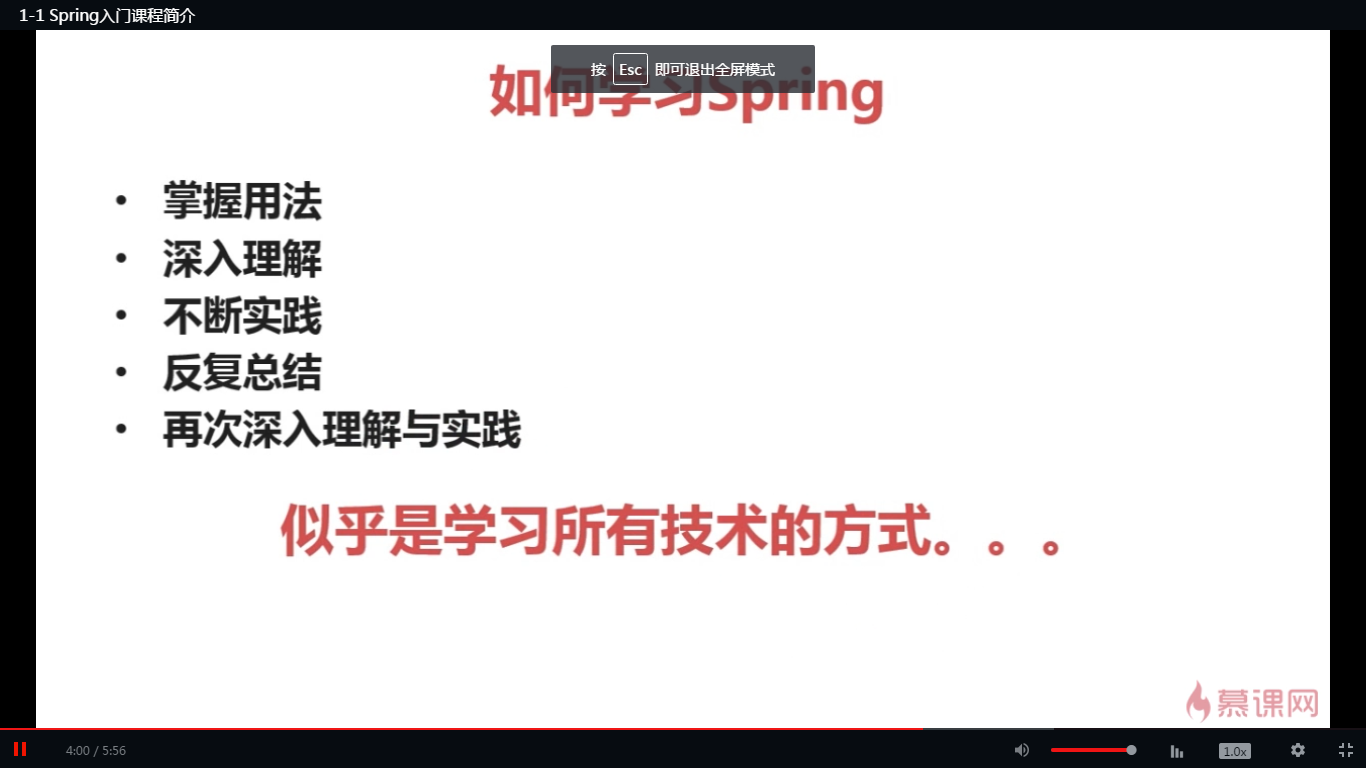 1-1 Spring入门课程简介
按 Esc 即可退出全屏模式
如何学习Spring
• 掌握用法
• 深入理解
• 不断实践
• 反复总结
• 再次深入理解与实践
似乎是学习所有技术的方式。。。
慕课网
4:00 / 5:56
1.0x